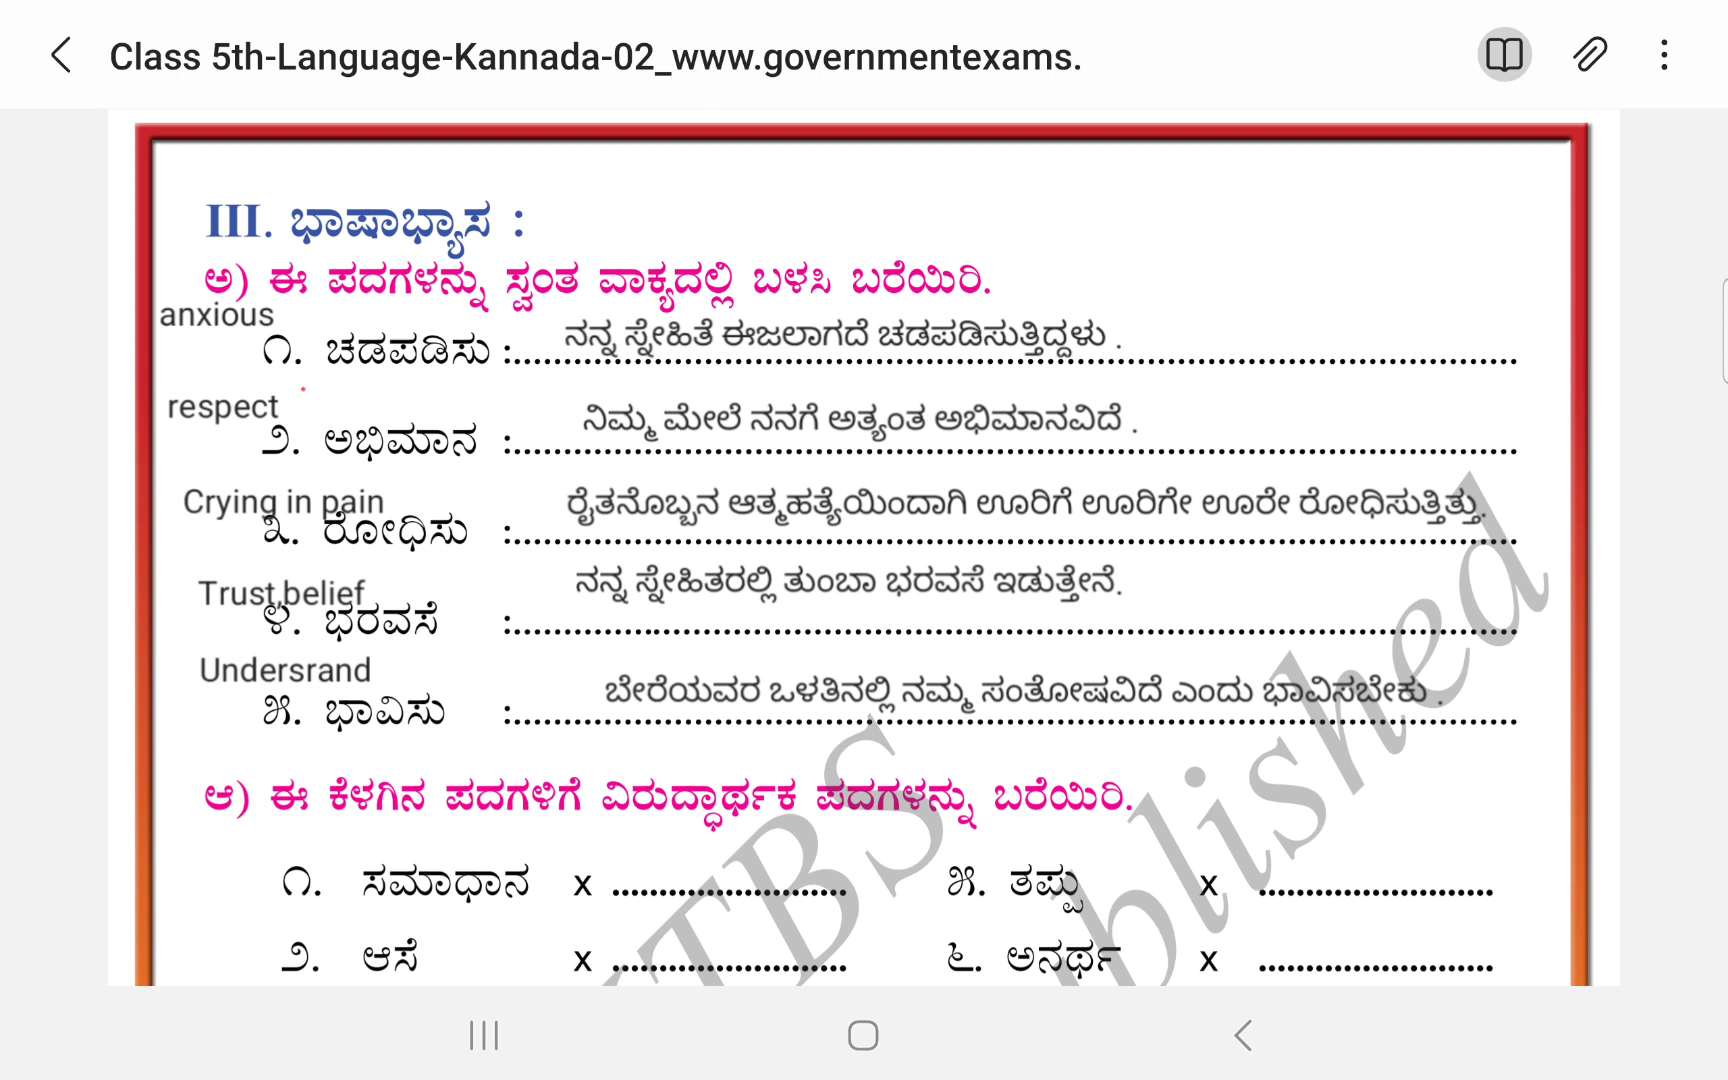 Class 5th-Language-Kannada-02_www.governmentexams.
III. ಭಾಷಾಭ್ಯಾಸ :
ಅ) ಈ ಪದಗಳನ್ನು ಸ್ವಂತ ವಾಕ್ಯದಲ್ಲಿ ಬಳಸಿ ಬರೆಯಿರಿ.
anxious
೧. ಚಡಪಡಿಸು :.......... ನನ್ನ ಸ್ನೇಹಿತೆ ಈಜಲಾಗದೆ ಚಡಪಡಿಸುತ್ತಿದ್ದಳು .
respect
೨. ಅಭಿಮಾನ :.......... ನಿಮ್ಮ ಮೇಲೆ ನನಗೆ ಅತ್ಯಂತ ಅಭಿಮಾನವಿದೆ .
Crying in pain
೩. ರೋಧಿಸು :.......... ರೈತನೊಬ್ಬನ ಆತ್ಮಹತ್ಯೆಯಿಂದಾಗಿ ಊರಿಗೆ ಊರಿಗೇ ಊರೇ ರೋಧಿಸುತ್ತಿತ್ತು.
Trust,belief
೪. ಭರವಸೆ :.......... ನನ್ನ ಸ್ನೇಹಿತರಲ್ಲಿ ತುಂಬಾ ಭರವಸೆ ಇಡುತ್ತೇನೆ.
Undersrand
೫. ಭಾವಿಸು :.......... ಬೇರೆಯವರ ಒಳತಿನಲ್ಲಿ ನಮ್ಮ ಸಂತೋಷವಿದೆ ಎಂದು ಭಾವಿಸಬೇಕು .
ಆ) ಈ ಕೆಳಗಿನ ಪದಗಳಿಗೆ ವಿರುದ್ಧಾರ್ಥಕ ಪದಗಳನ್ನು ಬರೆಯಿರಿ.
೧. ಸಮಾಧಾನ x .......... ೫. ತಪ್ಪು x ..........
೨. ಆಸೆ x .......... ೬. ಅನರ್ಥ x ..........